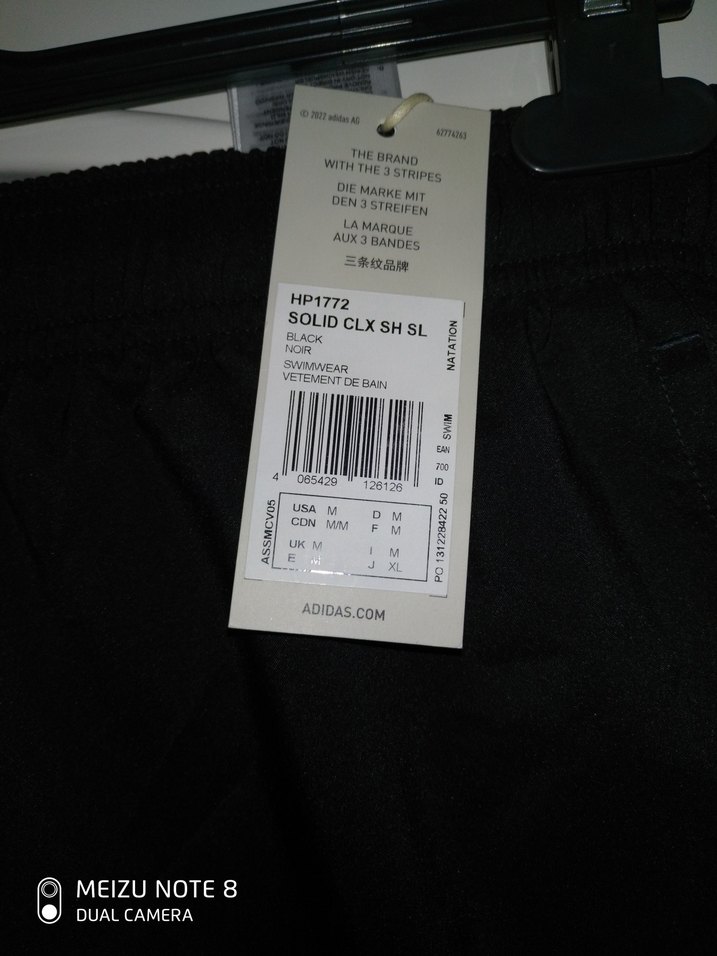 © 2022 adidas AG
62774263
THE BRAND
WITH THE 3 STRIPES
DIE MARKE MIT
DEN 3 STREIFEN
LA MARQUE
AUX 3 BANDES
三条纹品牌
HP1772
SOLID CLX SH SL
BLACK
NOIR
SWIMWEAR
VETEMENT DE BAIN
4 065429 126126
USA M D M
CDN M/M F M
UK M I M
E M J XL
ASSMCV05
SWIM NATATION
EAN 700 ID
PO 131228422 50
ADIDAS.COM
MEIZU NOTE 8
DUAL CAMERA